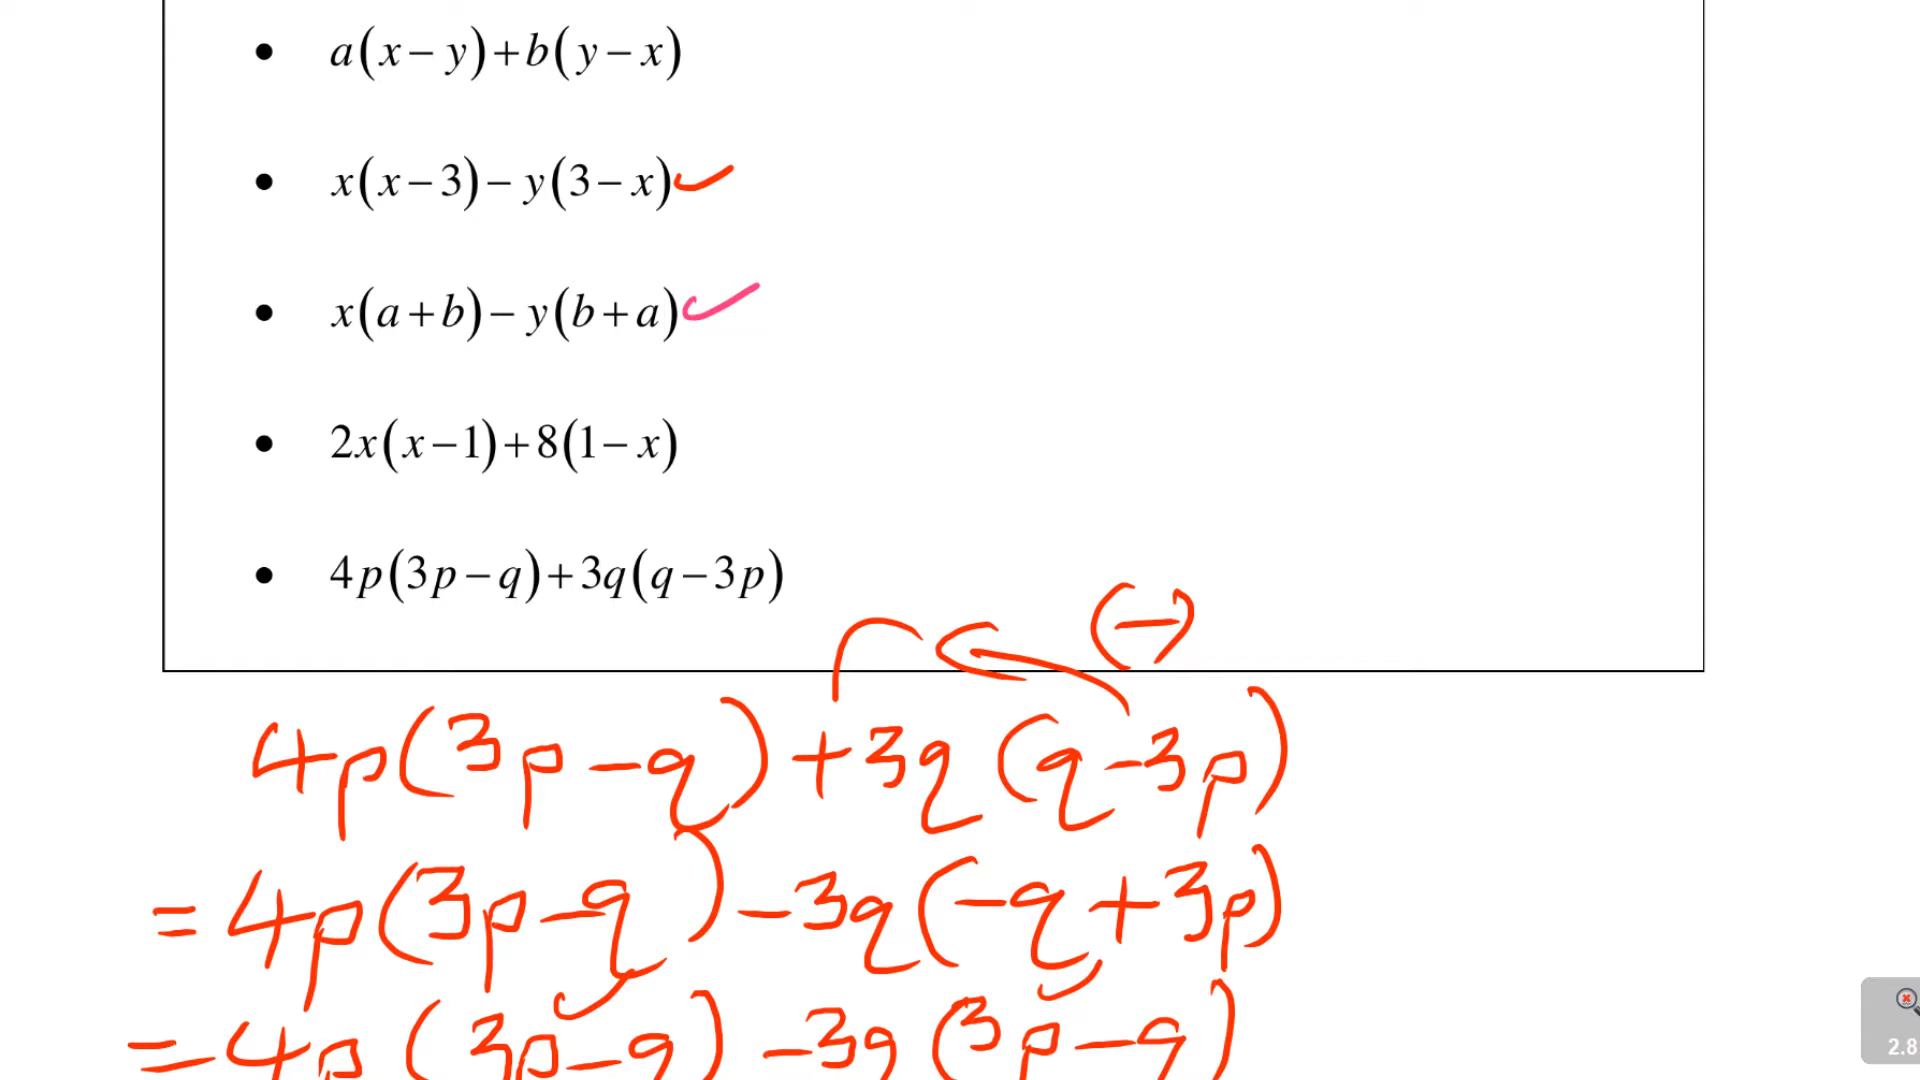 • a(x−y)+b(y−x)
• x(x−3)−y(3−x)
• x(a+b)−y(b+a)
• 2x(x−1)+8(1−x)
• 4p(3p−q)+3q(q−3p)
(−)
4p(3p−q)+3q(q−3p)
=4p(3p−q)−3q(−q+3p)
=4p(3p−q)−3q(3p−q)
2.8